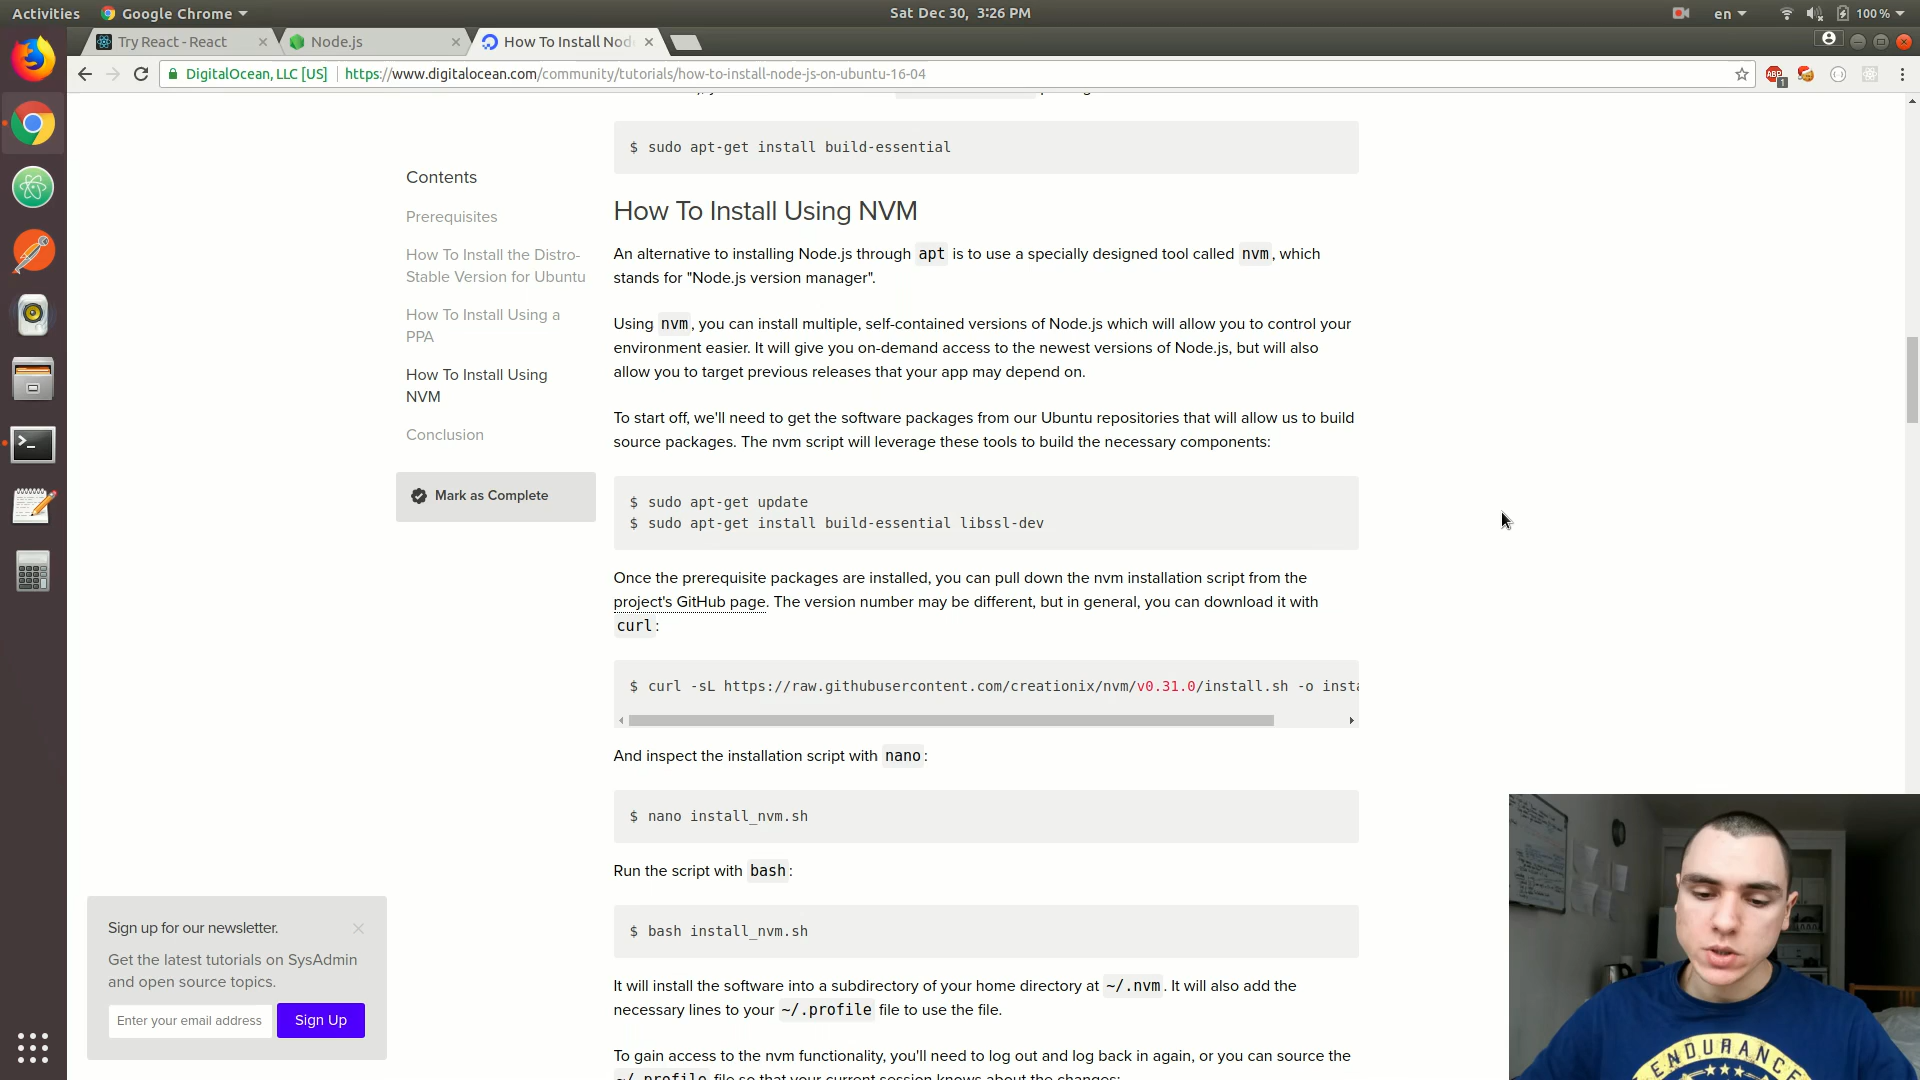 Activities Google Chrome Sat Dec 30, 3:26 PM en 100 %
Try React - React Node.js How To Install Nod
DigitalOcean, LLC [US] https://www.digitalocean.com/community/tutorials/how-to-install-node-js-on-ubuntu-16-04
ABP 1
$ sudo apt-get install build-essential
Contents
Prerequisites
How To Install the Distro-
Stable Version for Ubuntu
How To Install Using a
PPA
How To Install Using
NVM
Conclusion
Mark as Complete
How To Install Using NVM
An alternative to installing Node.js through apt is to use a specially designed tool called nvm, which
stands for "Node.js version manager".
Using nvm, you can install multiple, self-contained versions of Node.js which will allow you to control your
environment easier. It will give you on-demand access to the newest versions of Node.js, but will also
allow you to target previous releases that your app may depend on.
To start off, we'll need to get the software packages from our Ubuntu repositories that will allow us to build
source packages. The nvm script will leverage these tools to build the necessary components:
$ sudo apt-get update
$ sudo apt-get install build-essential libssl-dev
Once the prerequisite packages are installed, you can pull down the nvm installation script from the
project's GitHub page. The version number may be different, but in general, you can download it with
curl:
$ curl -sL https://raw.githubusercontent.com/creationix/nvm/v0.31.0/install.sh -o insta
And inspect the installation script with nano:
$ nano install_nvm.sh
Run the script with bash:
$ bash install_nvm.sh
It will install the software into a subdirectory of your home directory at ~/.nvm. It will also add the
necessary lines to your ~/.profile file to use the file.
To gain access to the nvm functionality, you'll need to log out and log back in again, or you can source the
~/.profile file so that your current session knows about the changes:
Sign up for our newsletter.
Get the latest tutorials on SysAdmin
and open source topics.
Enter your email address Sign Up
ENDURANCE